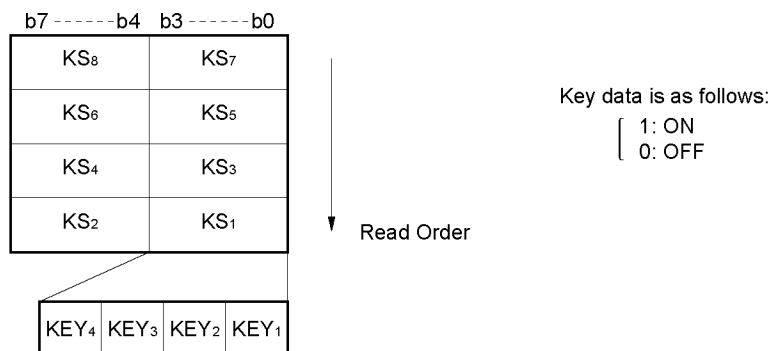 b7 ------ b4 b3 ------ b0
KS₈ KS₇
KS₆ KS₅
KS₄ KS₃
KS₂ KS₁
Key data is as follows:
1: ON
0: OFF
Read Order
KEY₄ KEY₃ KEY₂ KEY₁